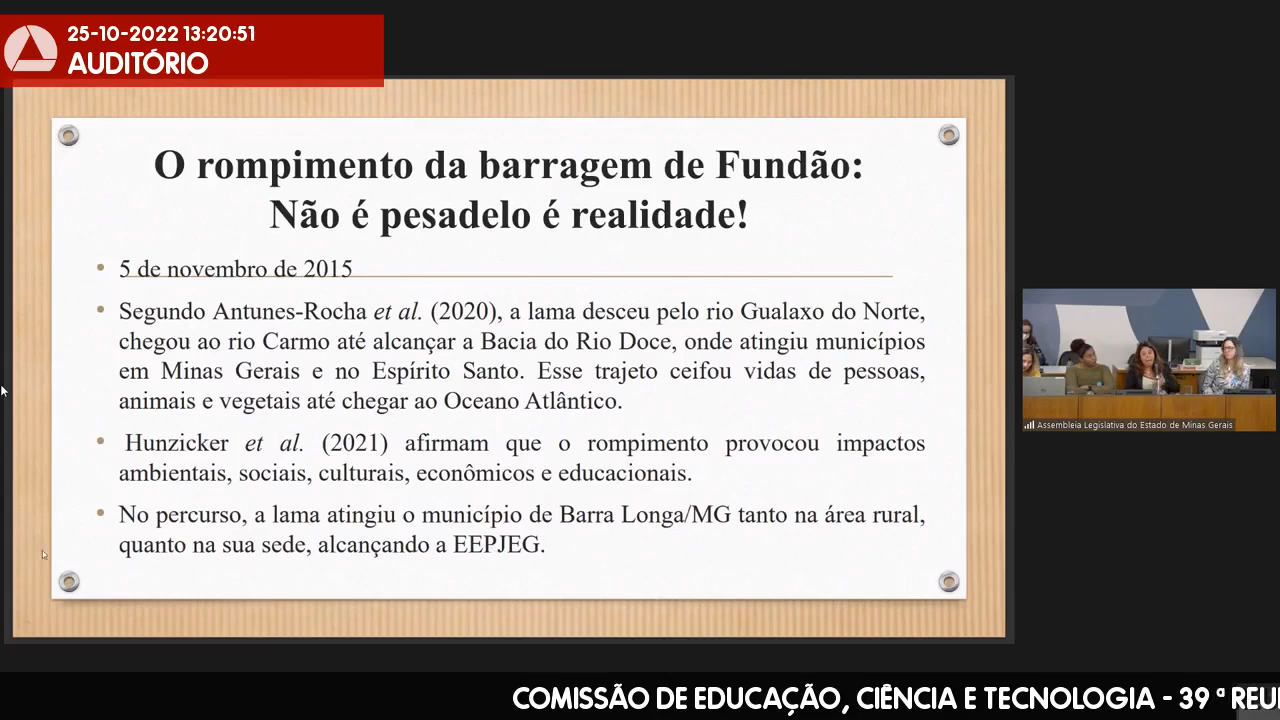 25-10-2022 13:20:51
AUDITÓRIO
O rompimento da barragem de Fundão:
Não é pesadelo é realidade!
• 5 de novembro de 2015
• Segundo Antunes-Rocha et al. (2020), a lama desceu pelo rio Gualaxo do Norte,
chegou ao rio Carmo até alcançar a Bacia do Rio Doce, onde atingiu municípios
em Minas Gerais e no Espírito Santo. Esse trajeto ceifou vidas de pessoas,
animais e vegetais até chegar ao Oceano Atlântico.
• Hunzicker et al. (2021) afirmam que o rompimento provocou impactos
ambientais, sociais, culturais, econômicos e educacionais.
• No percurso, a lama atingiu o município de Barra Longa/MG tanto na área rural,
quanto na sua sede, alcançando a EEPJEG.
Assembleia Legislativa do Estado de Minas Gerais
COMISSÃO DE EDUCAÇÃO, CIÊNCIA E TECNOLOGIA - 39 ª REU